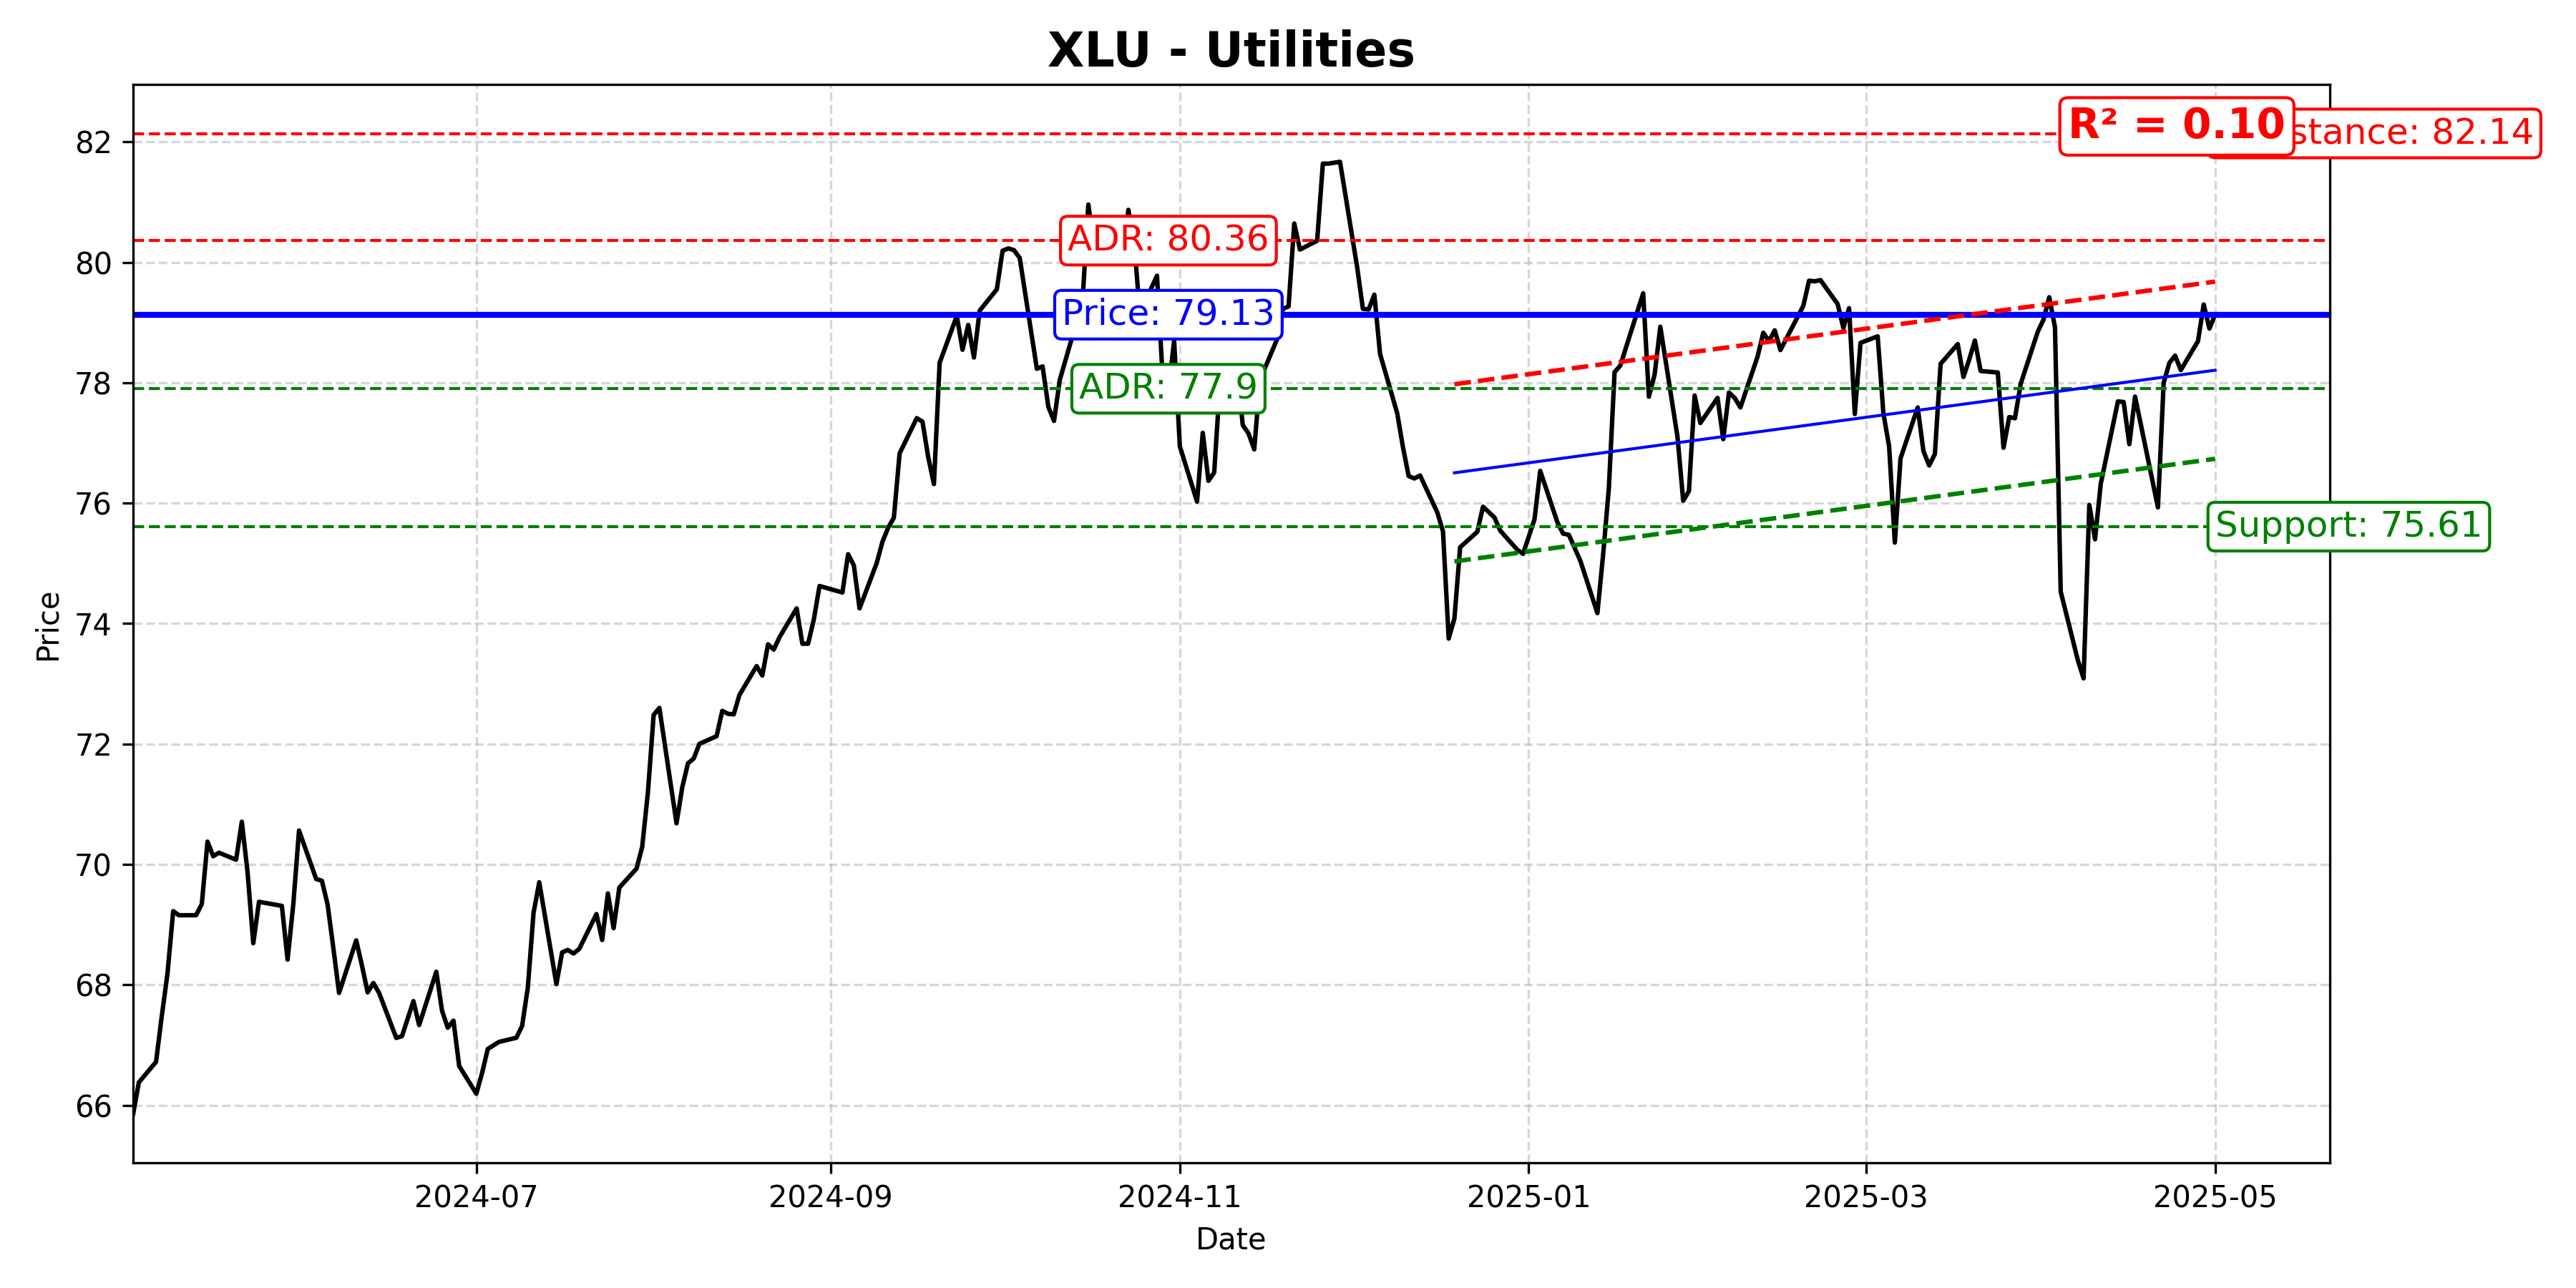 XLU - Utilities
R² = 0.10
stance: 82.14
82
80
78
76
74
72
70
68
66
Price
ADR: 80.36
Price: 79.13
ADR: 77.9
Support: 75.61
2024-07
2024-09
2024-11
2025-01
2025-03
2025-05
Date